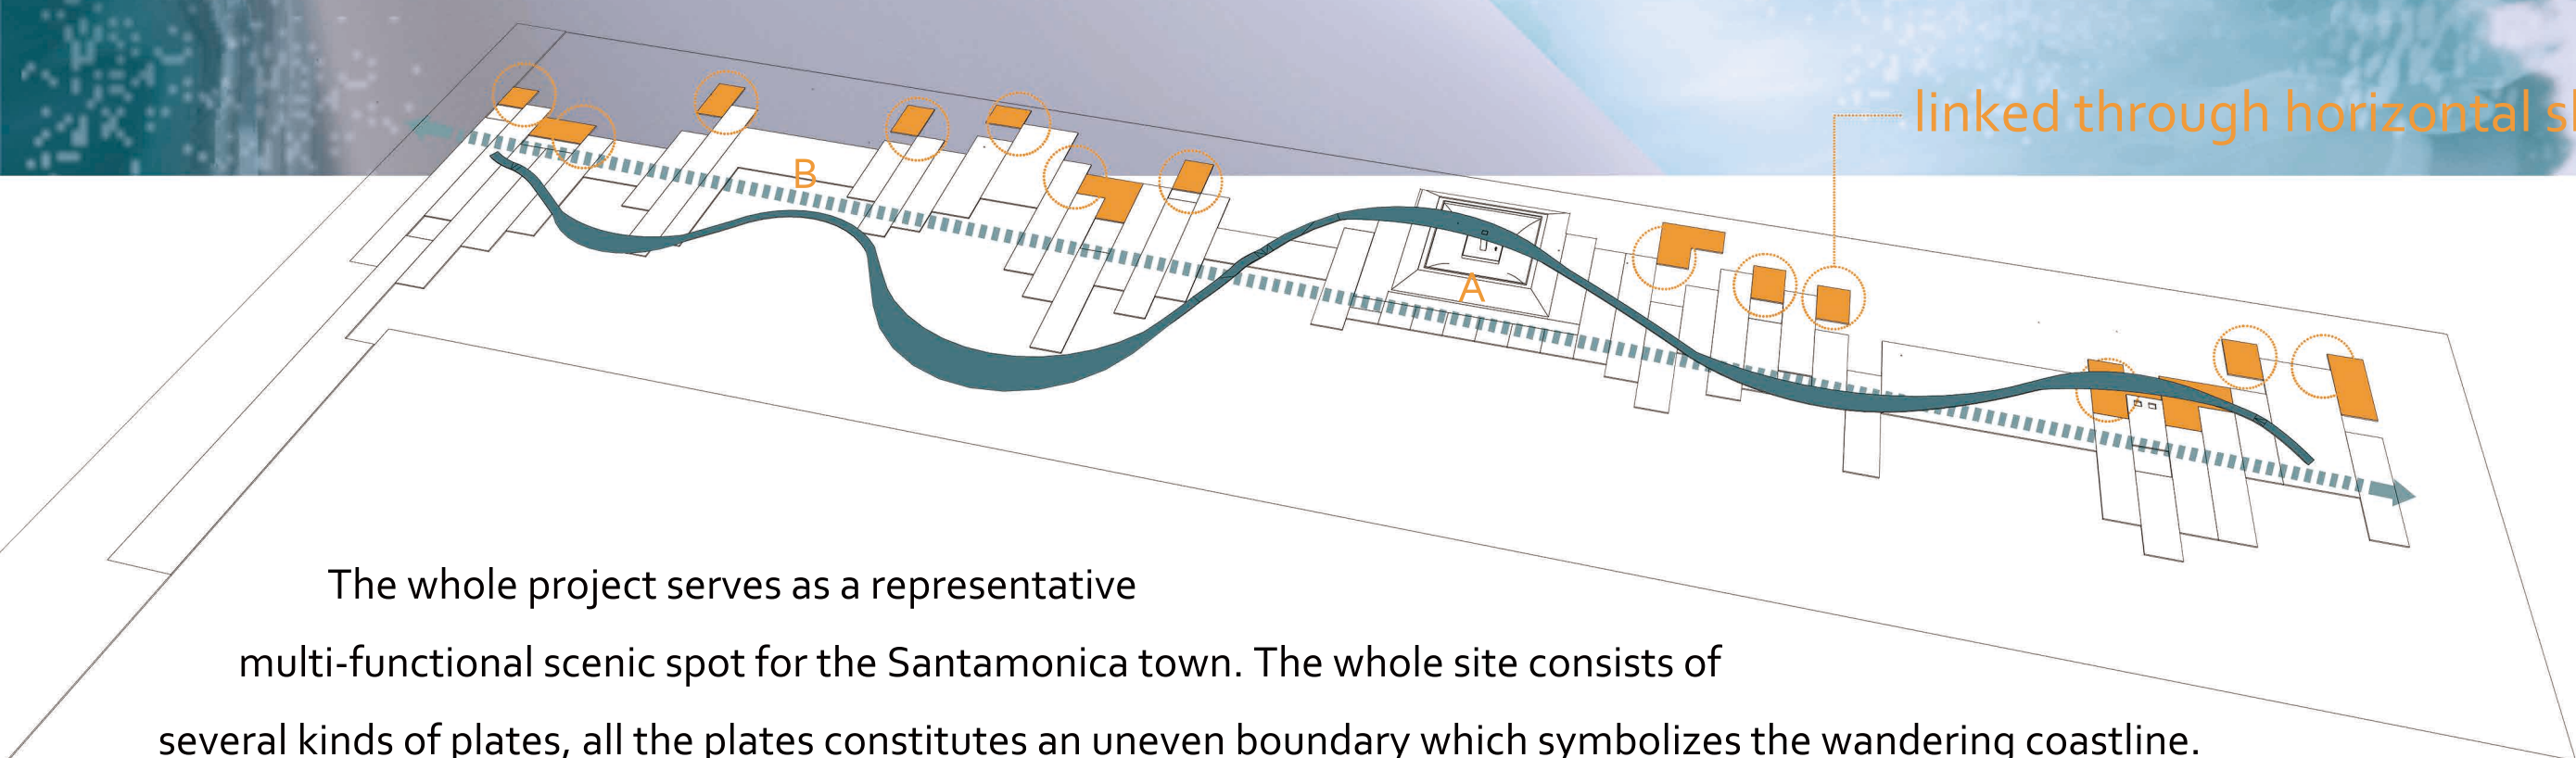 linked through horizontal
B
A
The whole project serves as a representative
multi-functional scenic spot for the Santamonica town. The whole site consists of
several kinds of plates, all the plates constitutes an uneven boundary which symbolizes the wandering coastline.